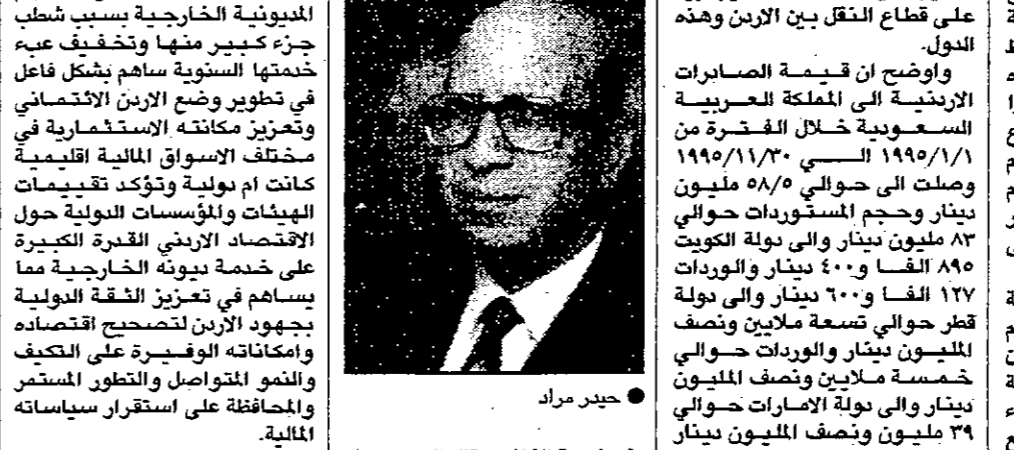 على قطاع النقل بين الاردن وهذه
الدول.
واوضح ان قيمة الصادرات
الاردنية الى المملكة العربية
السعودية خلال الفترة من
١٩٩٥/١/١ الى ١٩٩٥/١١/٣٠
وصلت الى حوالي ٥٨/٥ مليون
دينار وحجم المستوردات حوالي
٨٣ مليون دينار والى دولة الكويت
٨٩٥ الفا و٤٠٠ دينار والوردات
١٢٧ الفا و٦٠٠ دينار والى دولة
قطر حوالي تسعة ملايين ونصف
المليون دينار والوردات حوالي
خمسة ملايين ونصف المليون
دينار والى دولة الامارات حوالي
٣٩ مليون ونصف المليون دينار
● حيدر مراد
المديونية الخارجية بسبب شطب
جزء كبير منها وتخفيف عبء
خدمتها السنوية ساهم بشكل فاعل
في تطوير وضع الاردن الائتماني
وتعزيز مكانته الاستثمارية في
مختلف الاسواق المالية اقليمية
كانت ام دولية وتؤكد تقييمات
الهيئات والمؤسسات الدولية حول
الاقتصاد الاردني القدرة الكبيرة
على خدمة ديونه الخارجية مما
يساهم في تعزيز الثقة الدولية
بجهود الاردن لتصحيح اقتصاده
وامكاناته الوفيرة على التكيف
والنمو المتواصل والتطور المستمر
والمحافظة على استقرار سياساته
المالية.